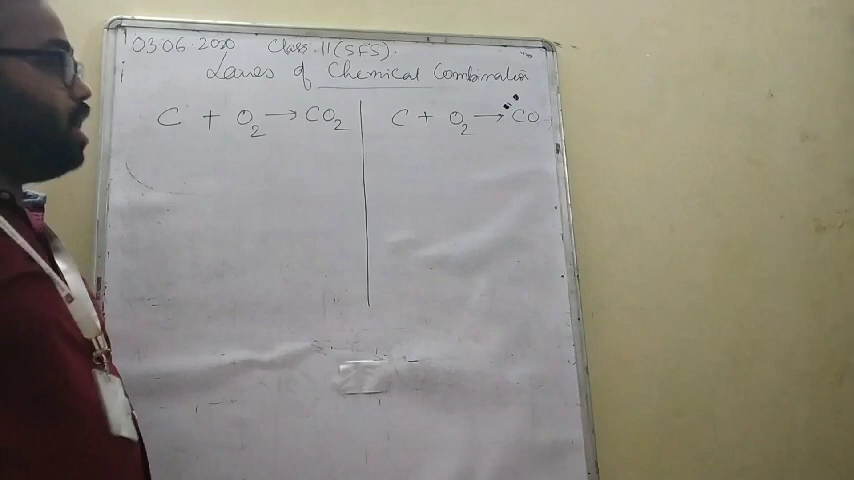 03.06.2020 Class-11 (SFS).
Laws of Chemical Combination
C + O₂ → CO₂
C + O₂ → CO